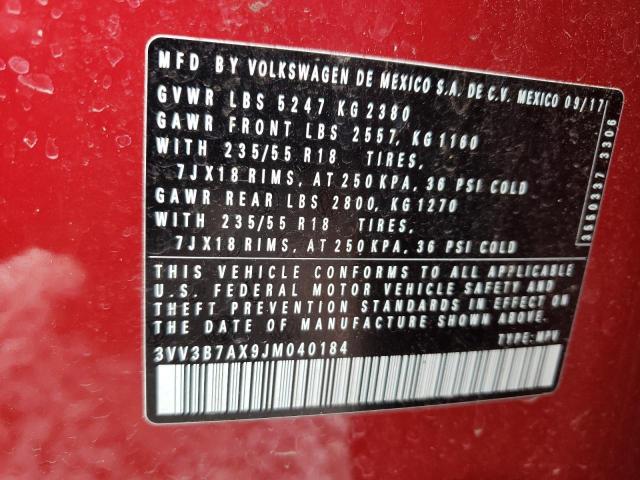 MFD BY VOLKSWAGEN DE MEXICO S.A. DE C.V. MEXICO 09/17
GVWR LBS 5247 KG 2380
GAWR FRONT LBS 2557, KG 1160
WITH 235/55 R18 TIRES,
7JX18 RIMS, AT 250 KPA, 36 PSI COLD
GAWR REAR LBS 2800, KG 1270
WITH 235/55 R18 TIRES,
7JX18 RIMS, AT 250 KPA, 36 PSI COLD
3550337 3306
THIS VEHICLE CONFORMS TO ALL APPLICABLE
U.S. FEDERAL MOTOR VEHICLE SAFETY AND
THEFT PREVENTION STANDARDS IN EFFECT ON
THE DATE OF MANUFACTURE SHOWN ABOVE.
3VV3B7AX9JM040184 TYPE: MPV